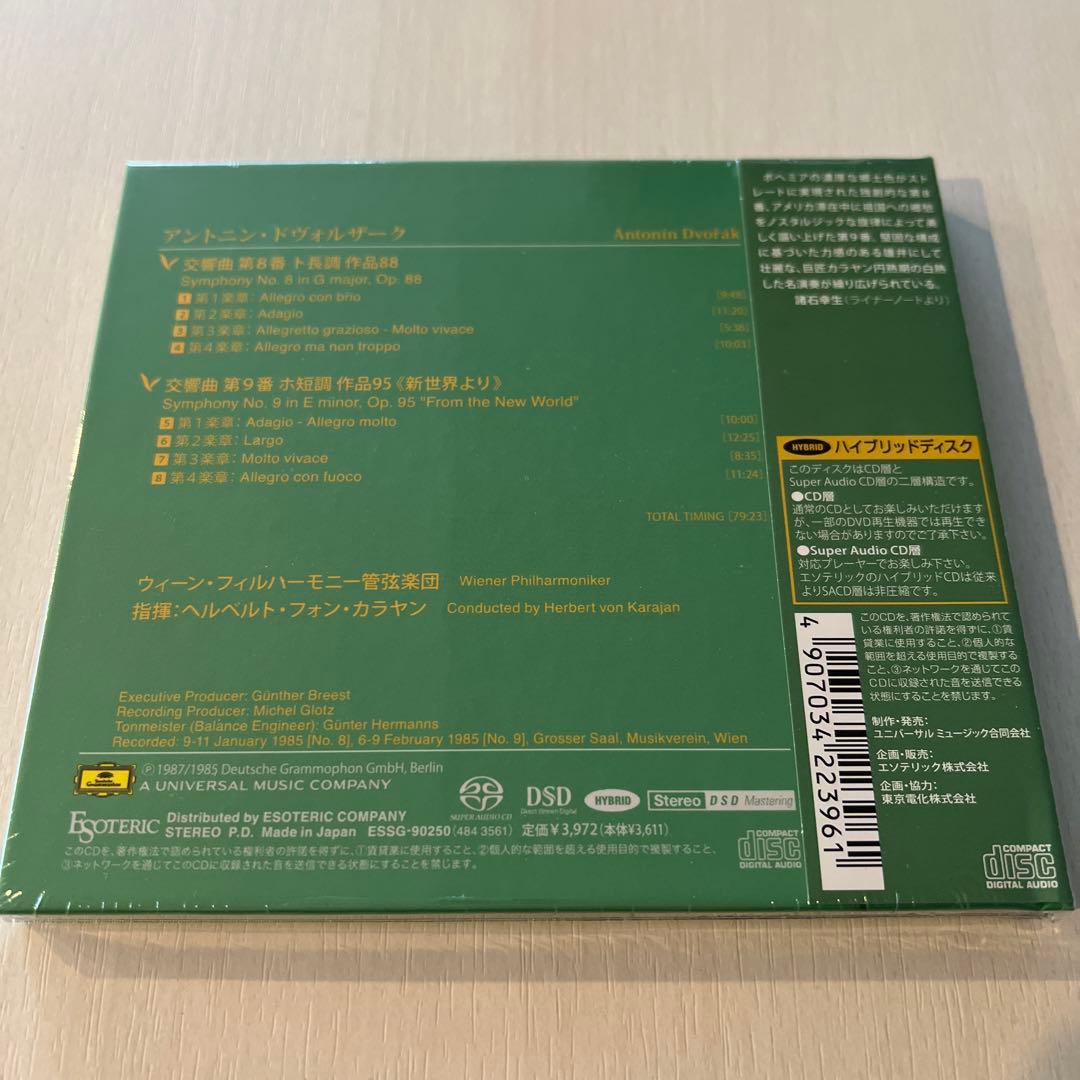 アントニン・ドヴォルザーク Antonín Dvořák
交響曲 第8番 ト長調 作品88
Symphony No. 8 in G major, Op. 88
1 第1楽章: Allegro con brio [9:48]
2 第2楽章: Adagio [11:20]
3 第3楽章: Allegretto grazioso - Molto vivace [5:38]
4 第4楽章: Allegro ma non troppo [10:03]
交響曲 第9番 ホ短調 作品95《新世界より》
Symphony No. 9 in E minor, Op. 95 "From the New World"
5 第1楽章: Adagio - Allegro molto [10:00]
6 第2楽章: Largo [12:25]
7 第3楽章: Molto vivace [8:35]
8 第4楽章: Allegro con fuoco [11:24]
TOTAL TIMING [79:23]
ウィーン・フィルハーモニー管弦楽団 Wiener Philharmoniker
指揮:ヘルベルト・フォン・カラヤン Conducted by Herbert von Karajan
Executive Producer: Günther Breest
Recording Producer: Michel Glotz
Tonmeister (Balance Engineer): Günter Hermanns
Recorded: 9-11 January 1985 [No. 8], 6-9 February 1985 [No. 9], Grosser Saal, Musikverein, Wien
Deutsche Grammophon
Ⓟ 1987/1985 Deutsche Grammophon GmbH, Berlin
A UNIVERSAL MUSIC COMPANY
SUPER AUDIO CD
DSD
Direct Stream Digital
HYBRID
Stereo DSD Mastering
ESOTERIC
Distributed by ESOTERIC COMPANY
STEREO P.D. Made in Japan ESSG-90250 (484 3561) 定価¥3,972(本体¥3,611)
このCDを、著作権法で認められている権利者の許諾を得ずに、①賃貸業に使用すること、②個人的な範囲を超える使用目的で複製すること、
③ネットワークを通じてこのCDに収録された音を送信できる状態にすることを禁じます。
COMPACT
disc
DIGITAL AUDIO
ボヘミアの濃厚な郷土色がスト
レートに表現された独創的な第8
番、アメリカ滞在中に祖国への郷愁
をノスタルジックな旋律によって美
しく謳い上げた第9番、堅固な構成
に基づいた力感のある雄弁にして
壮麗な、巨匠カラヤン円熟期の白熱
した名演奏が繰り広げられている。
諸石幸生(ライナーノートより)
HYBRID ハイブリッドディスク
このディスクはCD層と
Super Audio CD層の二層構造です。
●CD層
通常のCDとしてお楽しみいただけます
が、一部のDVD再生機器では再生でき
ない場合がありますのでご了承下さい。
●Super Audio CD層
対応プレーヤーでお楽しみ下さい。
エソテリックのハイブリッドCDは従来
よりSACD層は非圧縮です。
4 907034 223961
このCDを、著作権法で認められて
いる権利者の許諾を得ずに、①賃
貸業に使用すること、②個人的な
範囲を超える使用目的で複製する
こと、③ネットワークを通じてこの
CDに収録された音を送信できる
状態にすることを禁じます。
制作・発売:
ユニバーサル ミュージック合同会社
企画・販売:
エソテリック株式会社
企画・協力:
東京電化株式会社
COMPACT
disc
DIGITAL AUDIO